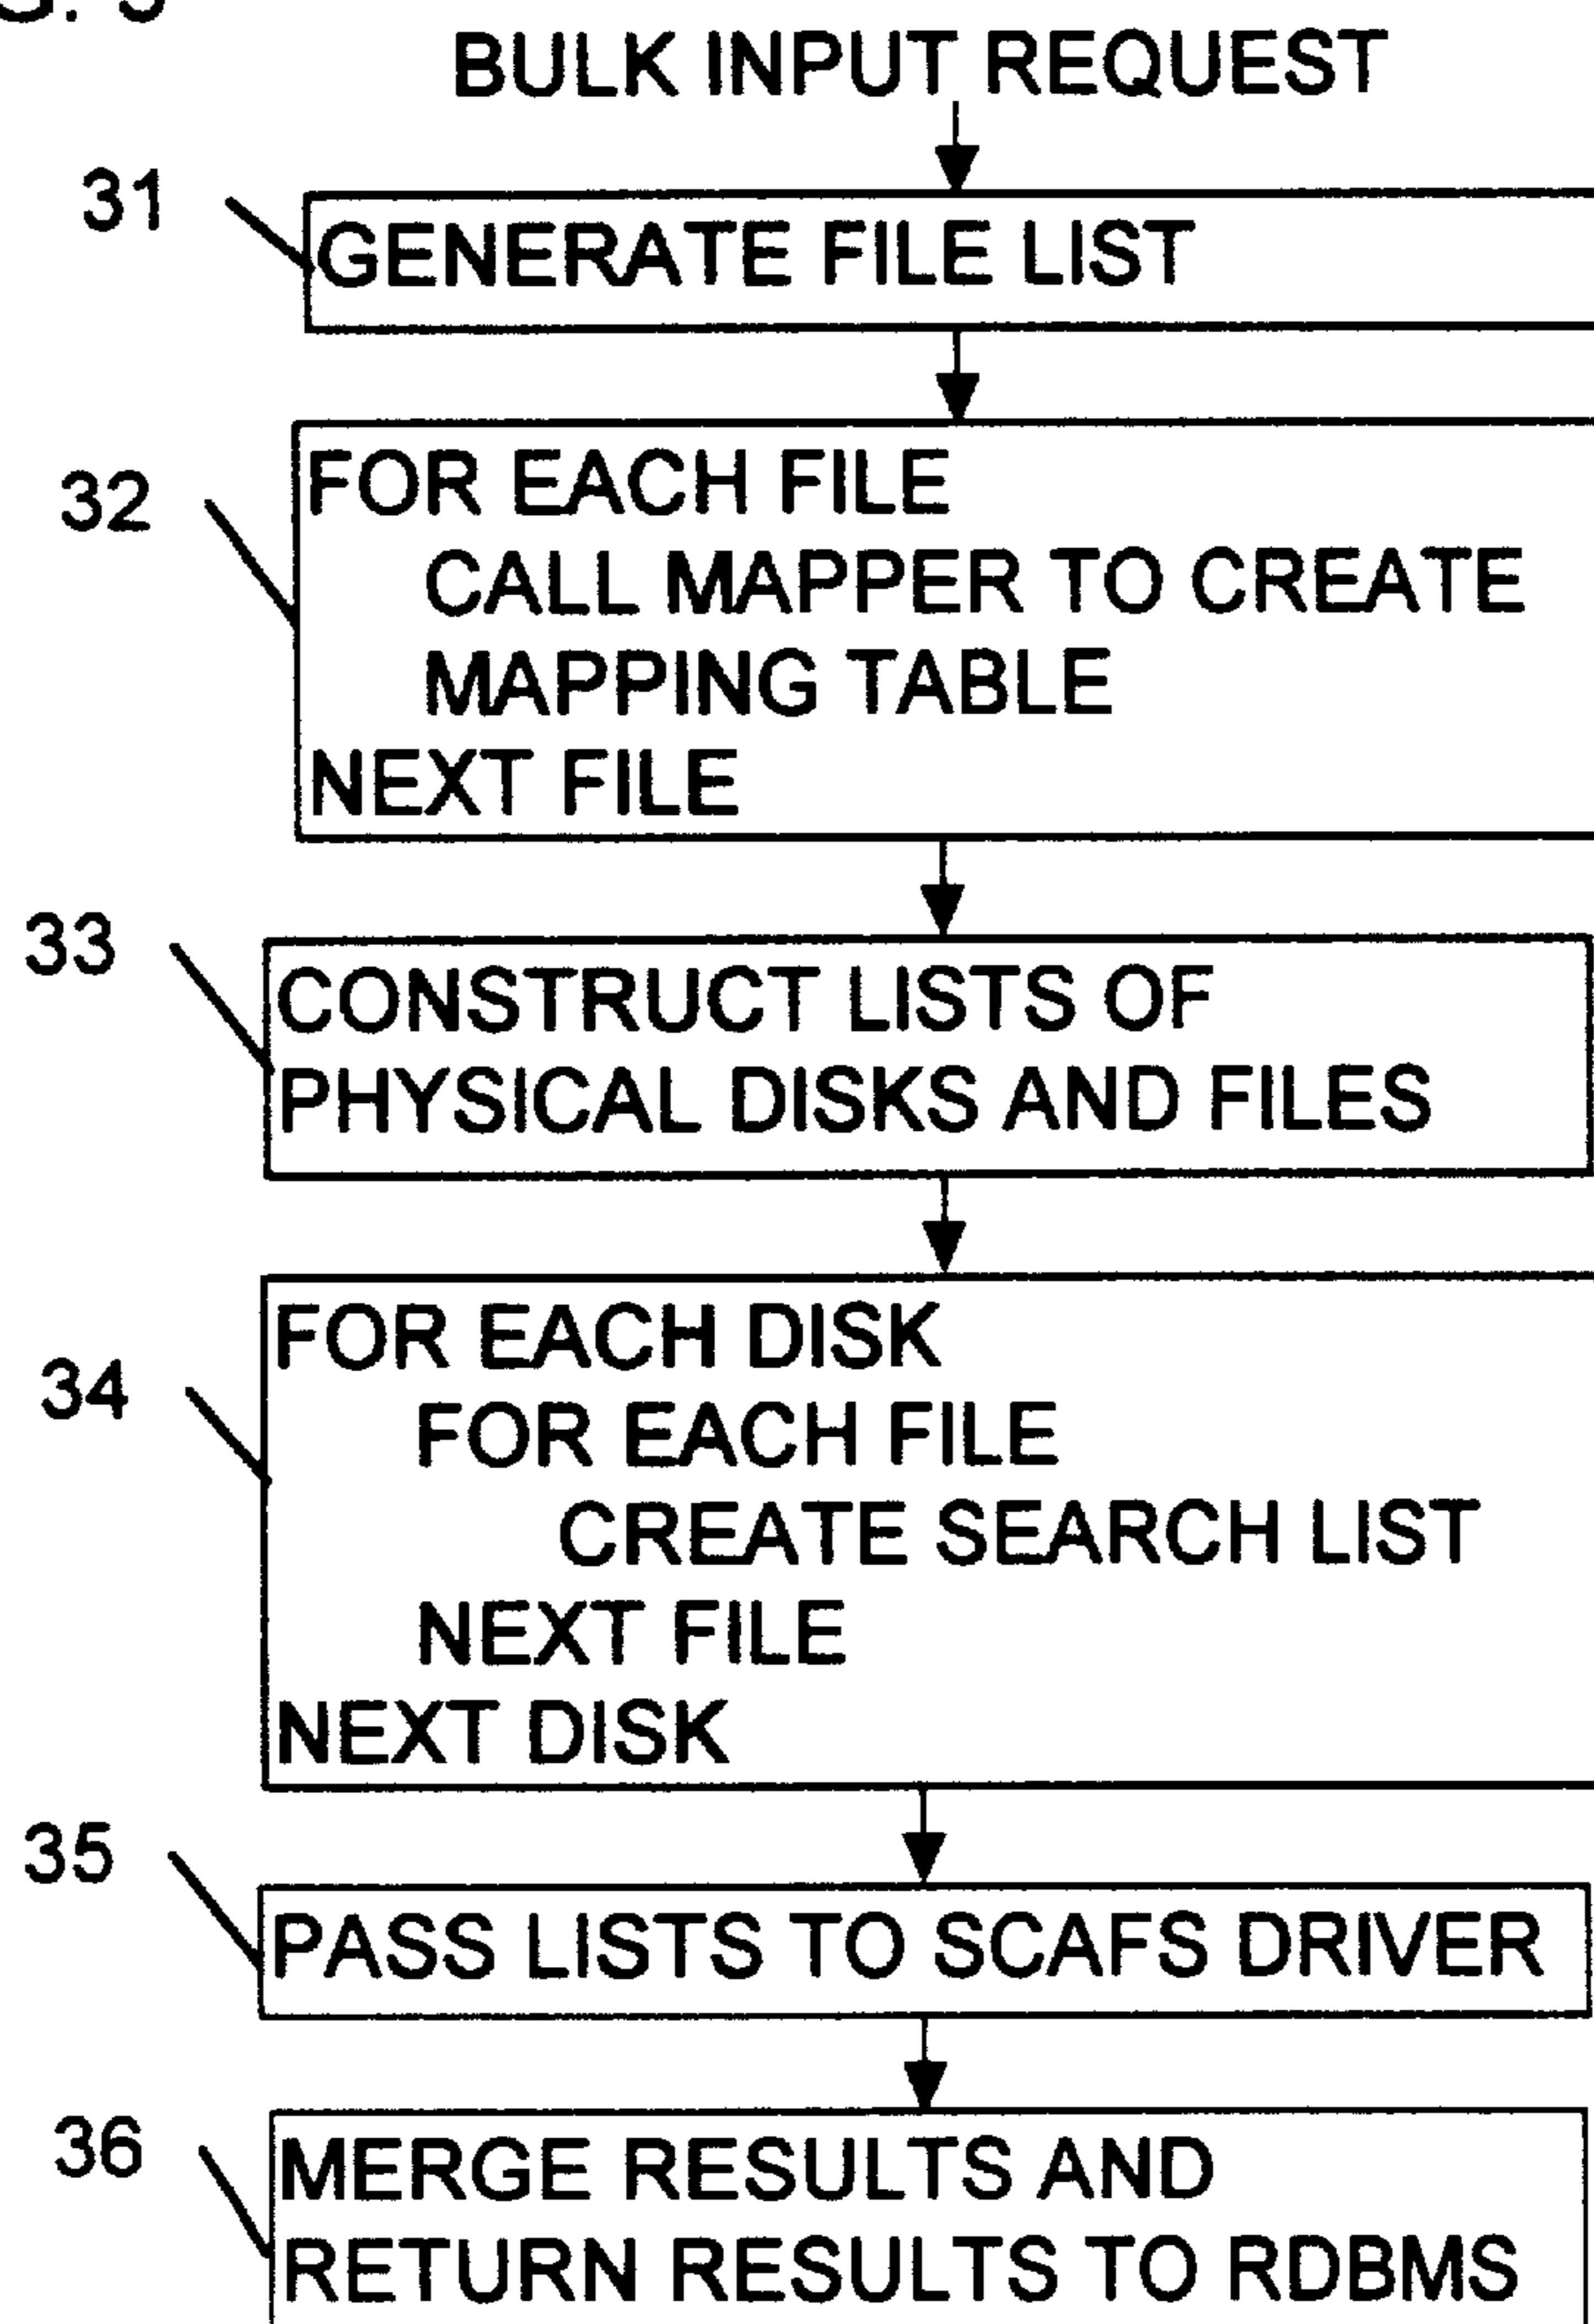 BULK INPUT REQUEST
31
GENERATE FILE LIST
32
FOR EACH FILE
CALL MAPPER TO CREATE
MAPPING TABLE
NEXT FILE
33
CONSTRUCT LISTS OF
PHYSICAL DISKS AND FILES
34
FOR EACH DISK
FOR EACH FILE
CREATE SEARCH LIST
NEXT FILE
NEXT DISK
35
PASS LISTS TO SCAFS DRIVER
36
MERGE RESULTS AND
RETURN RESULTS TO RDBMS